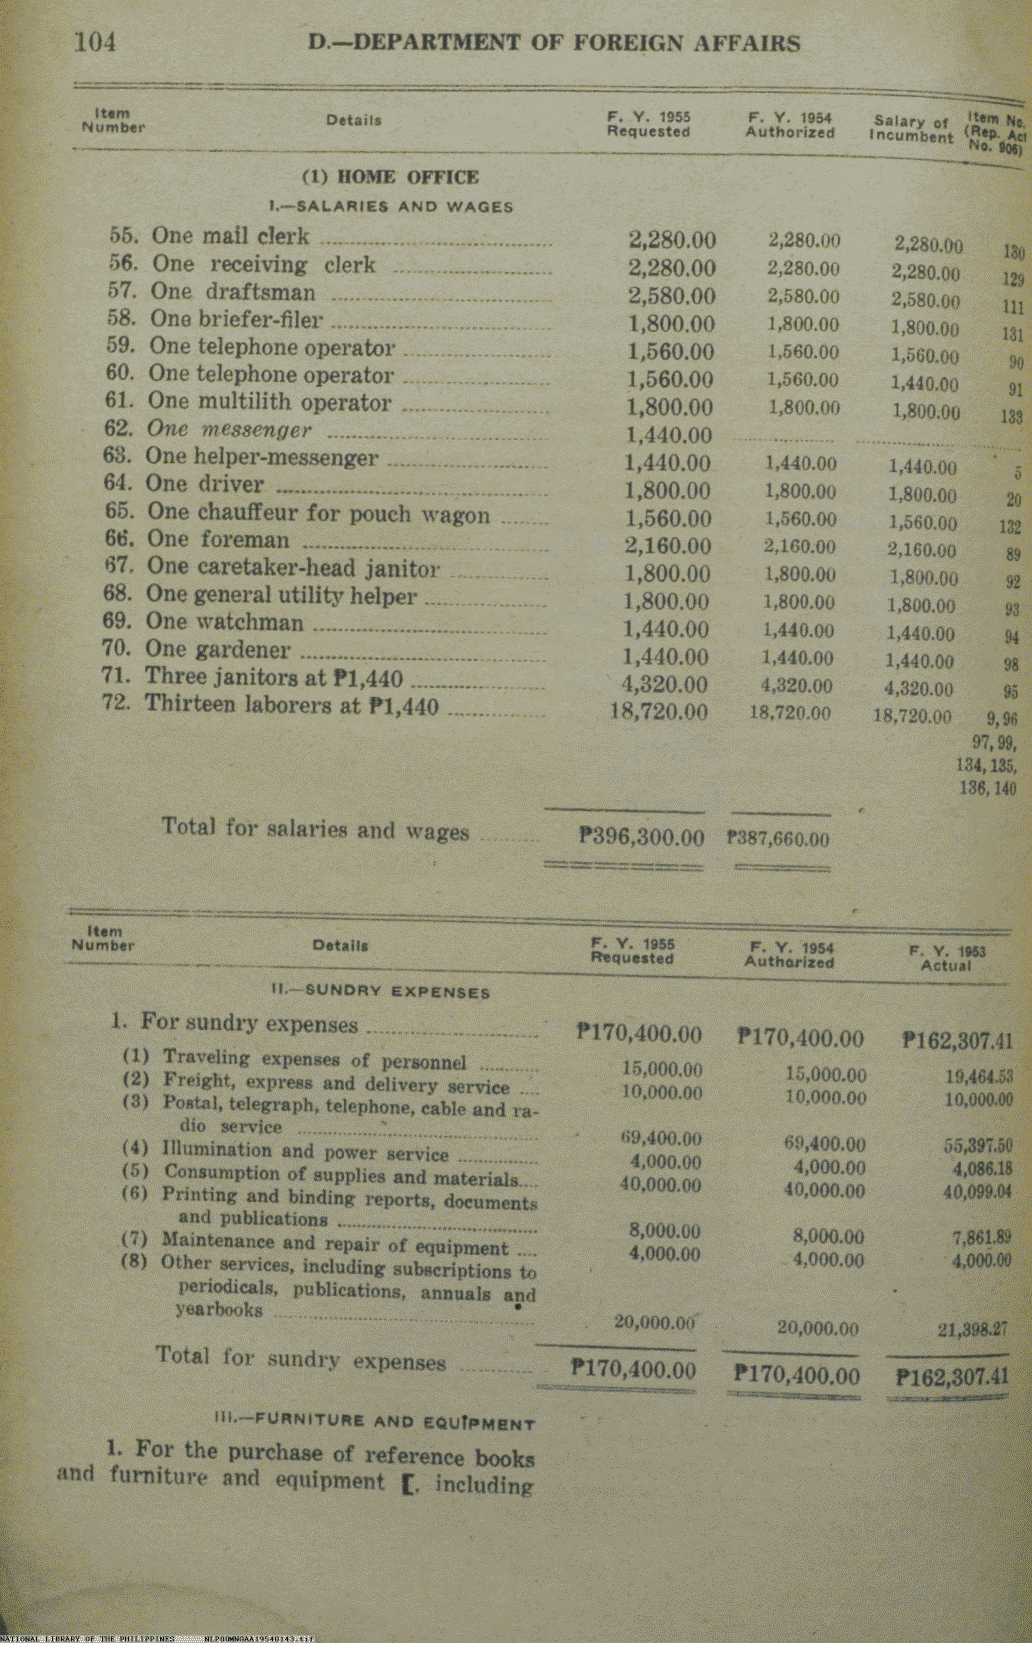 104 D.—DEPARTMENT OF FOREIGN AFFAIRS
Item Number Details F. Y. 1955 Requested F. Y. 1954 Authorized Salary of Incumbent Item No. (Rep. Act No. 906)
(1) HOME OFFICE
I.—SALARIES AND WAGES
55. One mail clerk 2,280.00 2,280.00 2,280.00 130
56. One receiving clerk 2,280.00 2,280.00 2,280.00 129
57. One draftsman 2,580.00 2,580.00 2,580.00 111
58. One briefer-filer 1,800.00 1,800.00 1,800.00 131
59. One telephone operator 1,560.00 1,560.00 1,560.00 90
60. One telephone operator 1,560.00 1,560.00 1,440.00 91
61. One multilith operator 1,800.00 1,800.00 1,800.00 133
62. One messenger 1,440.00
63. One helper-messenger 1,440.00 1,440.00 1,440.00 5
64. One driver 1,800.00 1,800.00 1,800.00 20
65. One chauffeur for pouch wagon 1,560.00 1,560.00 1,560.00 132
66. One foreman 2,160.00 2,160.00 2,160.00 89
67. One caretaker-head janitor 1,800.00 1,800.00 1,800.00 92
68. One general utility helper 1,800.00 1,800.00 1,800.00 93
69. One watchman 1,440.00 1,440.00 1,440.00 94
70. One gardener 1,440.00 1,440.00 1,440.00 98
71. Three janitors at ₱1,440 4,320.00 4,320.00 4,320.00 95
72. Thirteen laborers at ₱1,440 18,720.00 18,720.00 18,720.00 9, 96
97, 99,
134, 135,
136, 140
Total for salaries and wages ₱396,300.00 ₱387,660.00
Item Number Details F. Y. 1955 Requested F. Y. 1954 Authorized F. Y. 1953 Actual
II.—SUNDRY EXPENSES
1. For sundry expenses ₱170,400.00 ₱170,400.00 ₱162,307.41
(1) Traveling expenses of personnel 15,000.00 15,000.00 19,464.53
(2) Freight, express and delivery service 10,000.00 10,000.00 10,000.00
(3) Postal, telegraph, telephone, cable and ra-
dio service 69,400.00 69,400.00 55,397.50
(4) Illumination and power service 4,000.00 4,000.00 4,086.18
(5) Consumption of supplies and materials 40,000.00 40,000.00 40,099.04
(6) Printing and binding reports, documents
and publications 8,000.00 8,000.00 7,861.89
(7) Maintenance and repair of equipment 4,000.00 4,000.00 4,000.00
(8) Other services, including subscriptions to
periodicals, publications, annuals and
yearbooks 20,000.00 20,000.00 21,398.27
Total for sundry expenses ₱170,400.00 ₱170,400.00 ₱162,307.41
III.—FURNITURE AND EQUIPMENT
1. For the purchase of reference books
and furniture and equipment [, including
NATIONAL LIBRARY OF THE PHILIPPINES NLP00MNGAA19540143.tif